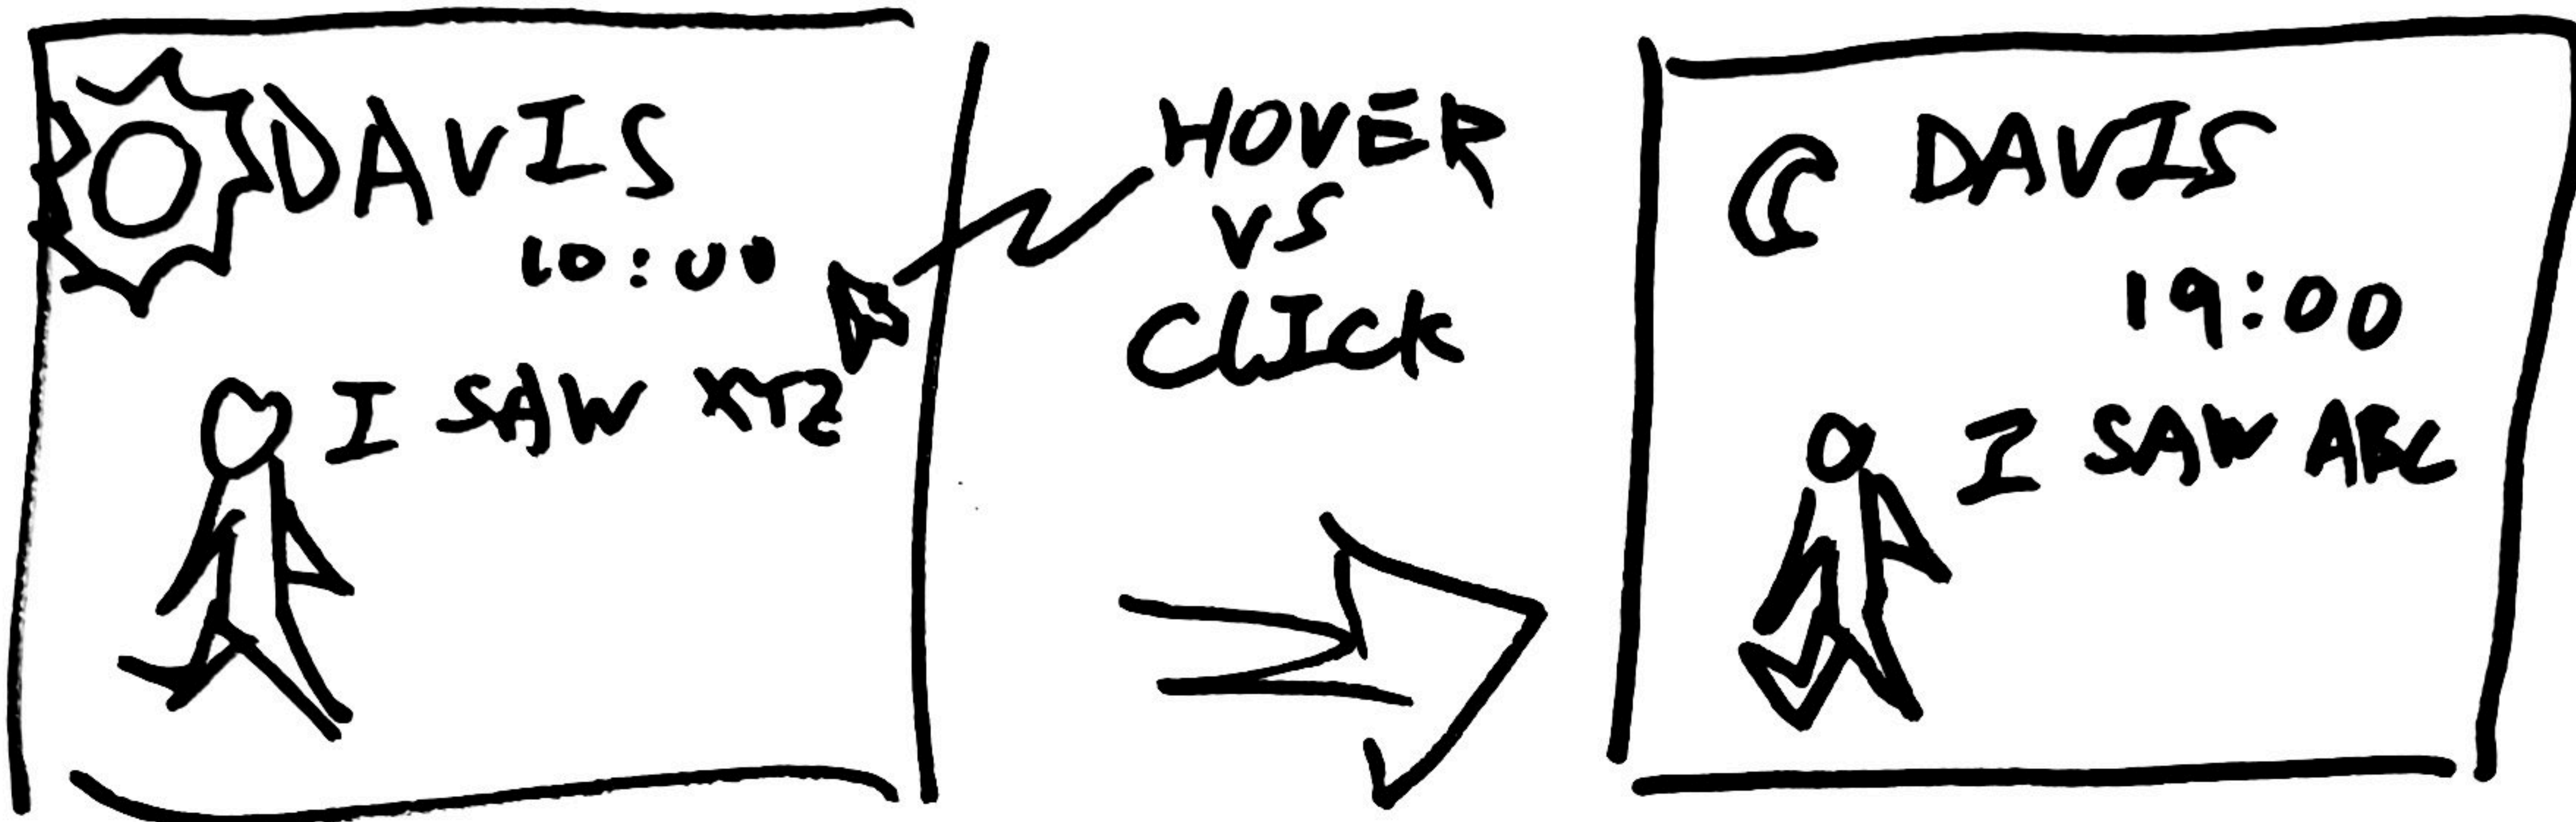 DAVIS
10:00
I SAW XYZ
HOVER
VS
CLICK
DAVIS
19:00
I SAW ABC